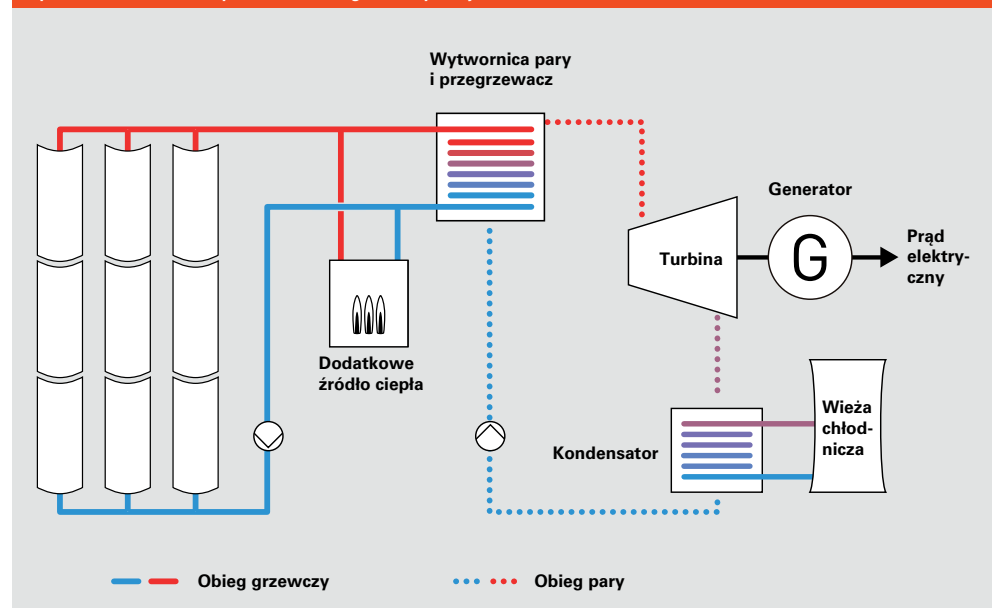 Wytwornica pary
i przegrzewacz
Generator
Prąd
elektry-
czny
Turbina
G
Dodatkowe
źródło ciepła
Wieża
chłod-
nicza
Kondensator
Obieg grzewczy
Obieg pary